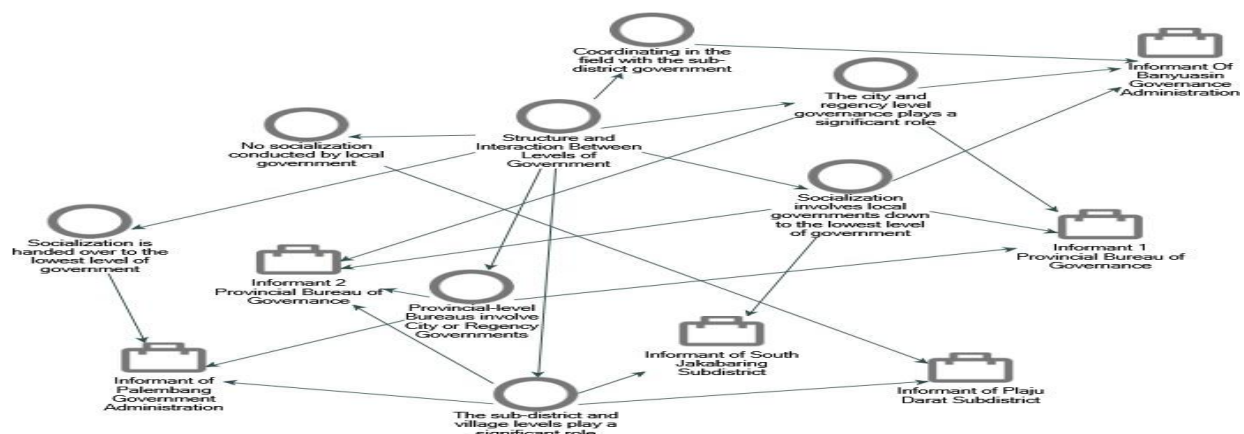 Coordinating in the
field with the sub-
district government
Informant Of
Banyuasin
Governance
Administration
The city and
regency level
governance plays a
significant role
No socialization
conducted by local
government
Structure and
Interaction Between
Levels of
Government
Socialization
involves local
governments down
to the lowest level
of government
Socialization is
handed over to the
lowest level of
government
Informant 1
Provincial Bureau of
Governance
Informant 2
Provincial Bureau of
Governance
Provincial-level
Bureaus involve
City or Regency
Governments
Informant of South
Jakabaring
Subdistrict
Informant of
Palembang
Government
Administration
Informant of Plaju
Darat Subdistrict
The sub-district and
village levels play a
significant role